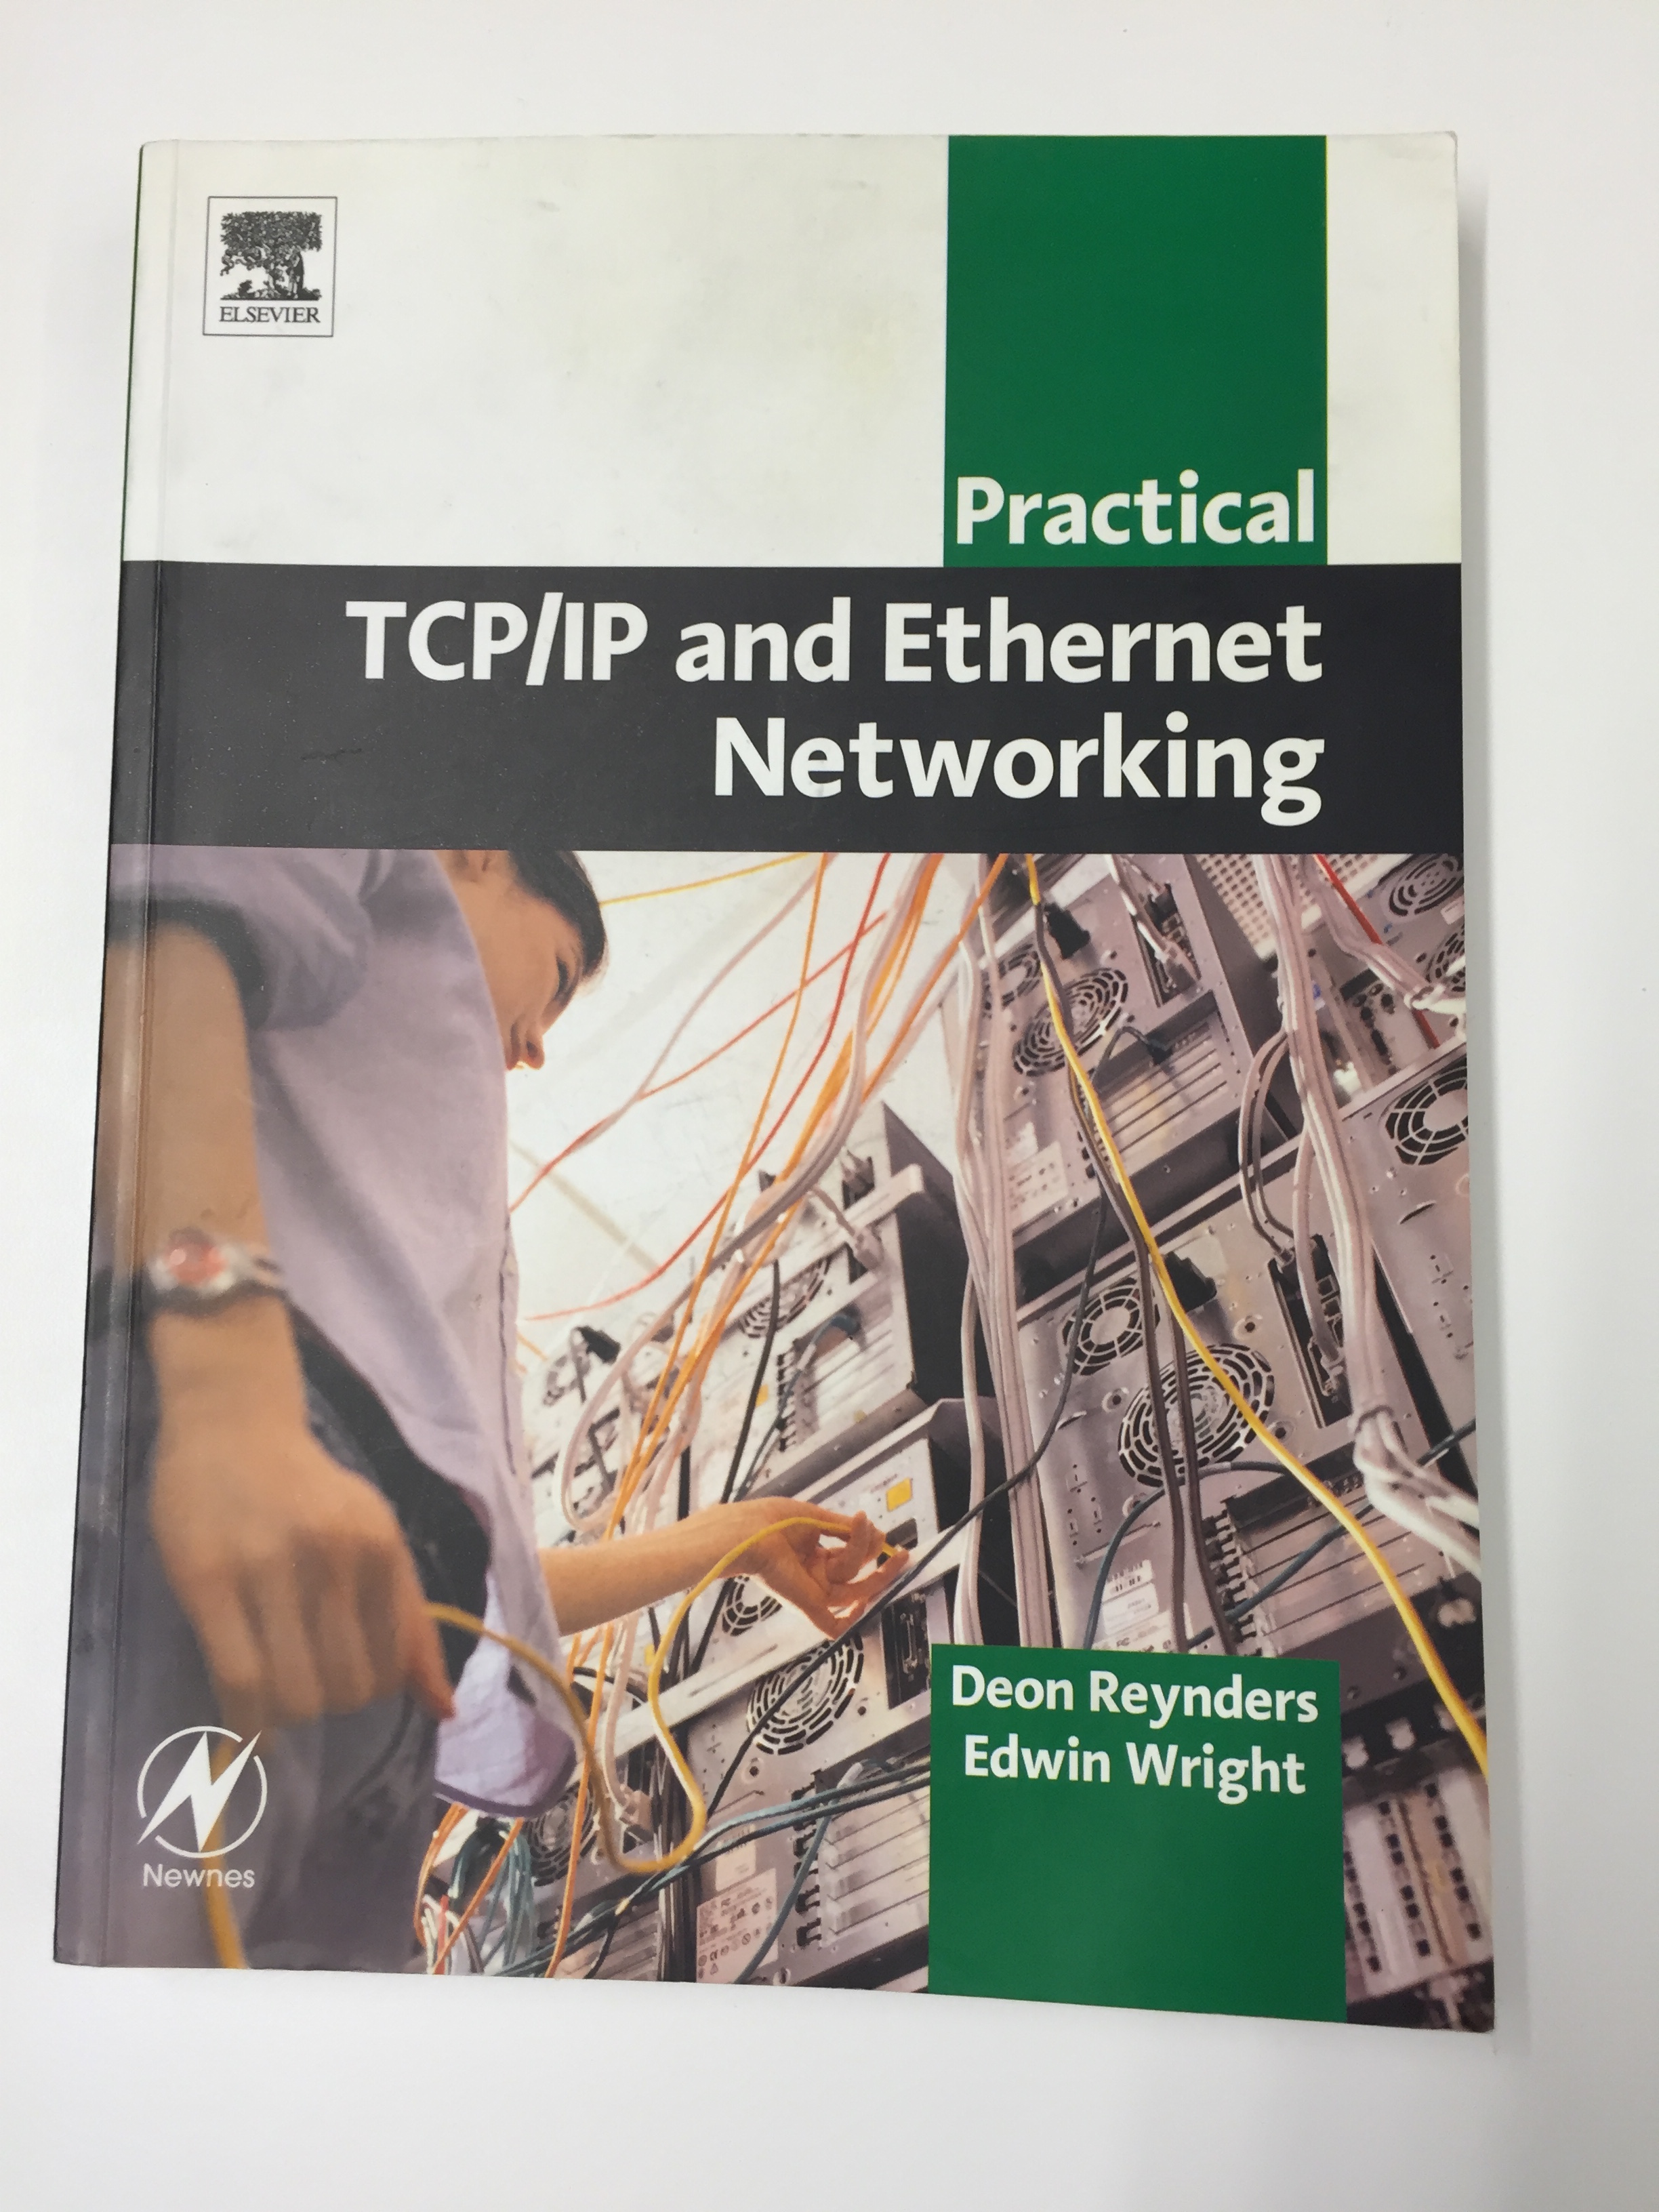 ELSEVIER
Practical
TCP/IP and Ethernet
Networking
Deon Reynders
Edwin Wright
Newnes